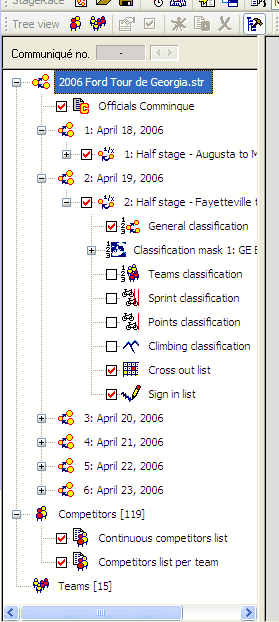 StageRace
Tree view
Communiqué no. -
2006 Ford Tour de Georgia.str
Officials Comminque
1: April 18, 2006
1: Half stage - Augusta to M
2: April 19, 2006
2: Half stage - Fayetteville t
General classification
Classification mask 1: GE B
Teams classification
Sprint classification
Points classification
Climbing classification
Cross out list
Sign in list
3: April 20, 2006
4: April 21, 2006
5: April 22, 2006
6: April 23, 2006
Competitors [119]
Continuous competitors list
Competitors list per team
Teams [15]